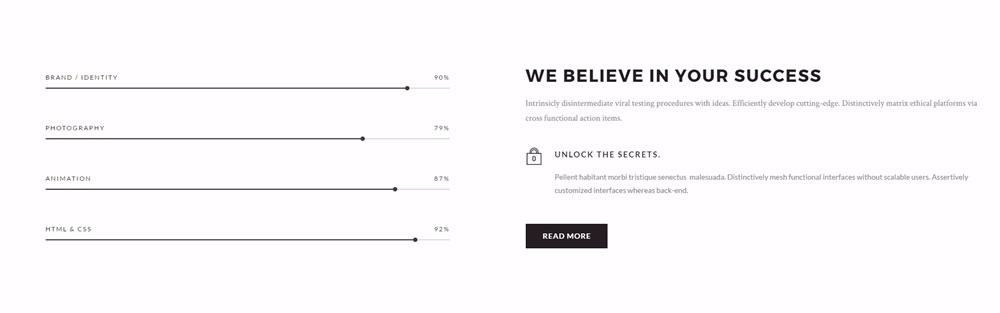 BRAND / IDENTITY 90%
PHOTOGRAPHY 79%
ANIMATION 87%
HTML & CSS 92%
WE BELIEVE IN YOUR SUCCESS
Intrinsicly disintermediate viral testing procedures with ideas. Efficiently develop cutting-edge. Distinctively matrix ethical platforms via
cross functional action items.
UNLOCK THE SECRETS.
Pellent habitant morbi tristique senectus malesuada. Distinctively mesh functional interfaces without scalable users. Assertively
customized interfaces whereas back-end.
READ MORE